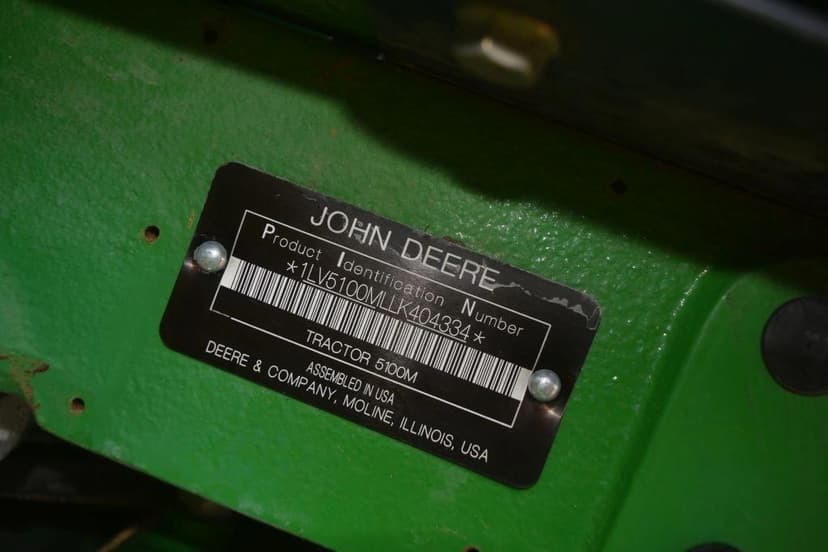 JOHN DEERE
Product Identification Number
*1LV5100MLLK404334*
TRACTOR 5100M
ASSEMBLED IN USA
DEERE & COMPANY, MOLINE, ILLINOIS, USA